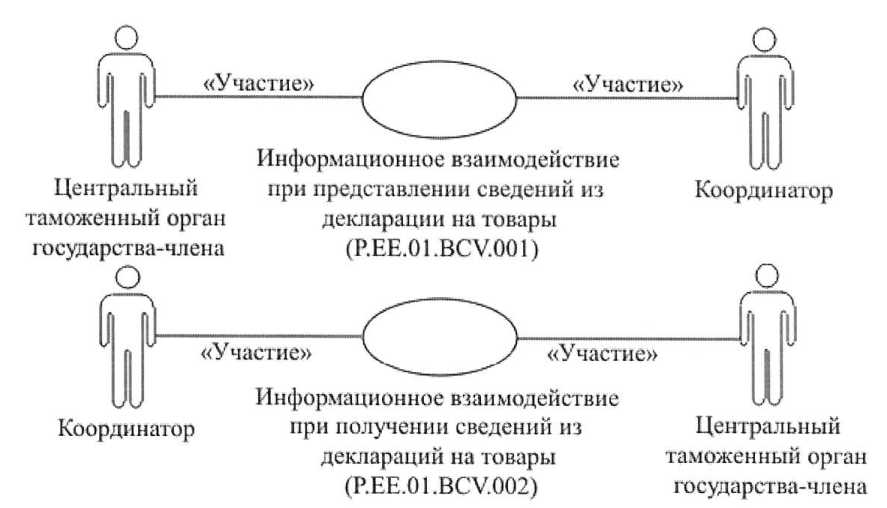 «Участие»
«Участие»
Информационное взаимодействие
при представлении сведений из
декларации на товары
(P.EE.01.BCV.001)
Центральный
таможенный орган
государства-члена
Координатор
«Участие»
«Участие»
Информационное взаимодействие
при получении сведений из
деклараций на товары
(P.EE.01.BCV.002)
Координатор
Центральный
таможенный орган
государства-члена